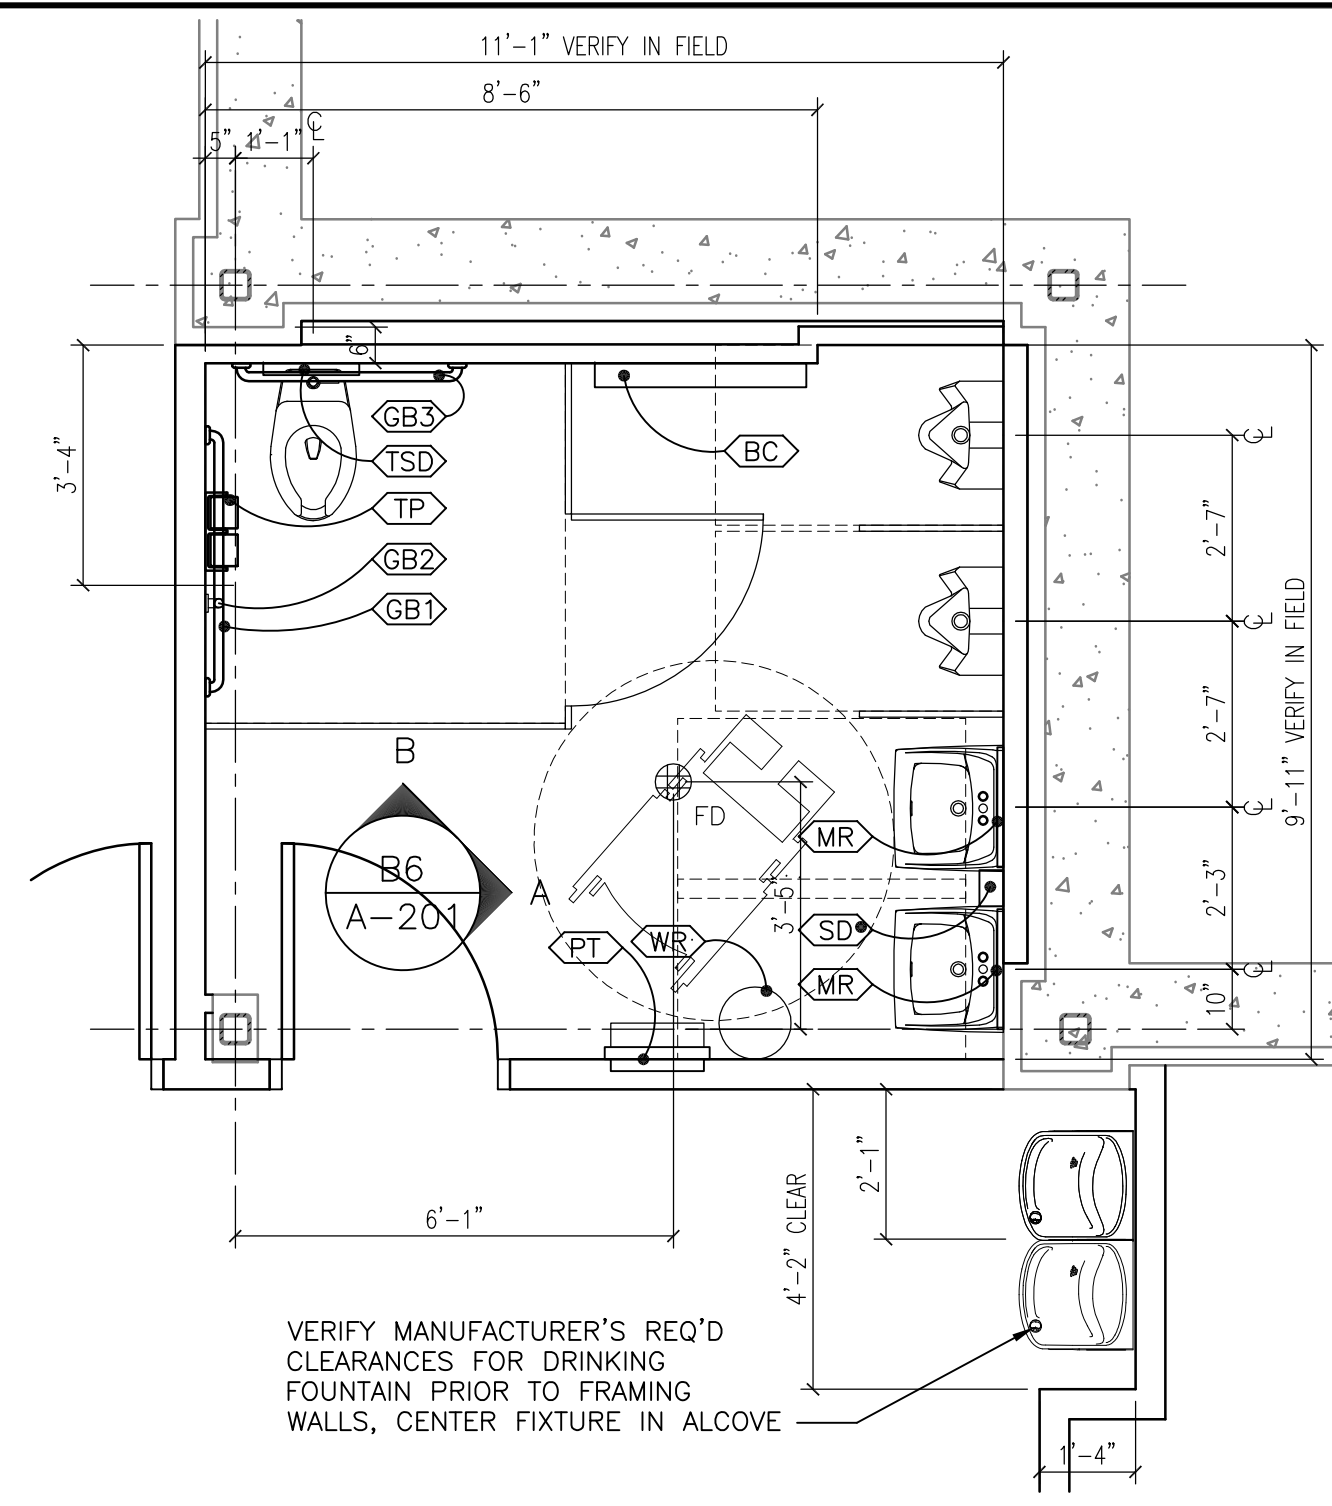 11'-1" VERIFY IN FIELD
8'-6"
5" 1'-1" ℄
6"
3'-4"
GB3
TSD
BC
TP
GB2
GB1
℄
2'-7"
℄
2'-7"
9'-11" VERIFY IN FIELD
℄
2'-3"
℄
10"
B
FD
MR
B6
A-201
A
3'-5"
PT
WR
SD
MR
6'-1"
4'-2" CLEAR
2'-1"
VERIFY MANUFACTURER'S REQ'D
CLEARANCES FOR DRINKING
FOUNTAIN PRIOR TO FRAMING
WALLS, CENTER FIXTURE IN ALCOVE
1'-4"